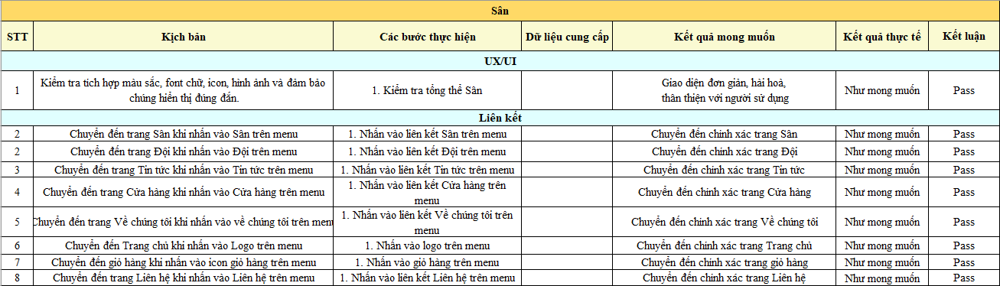 Sân
STT Kịch bản Các bước thực hiện Dữ liệu cung cấp Kết quả mong muốn Kết quả thực tế Kết luận
UX/UI
1 Kiểm tra tích hợp màu sắc, font chữ, icon, hình ảnh và đảm bảo chúng hiển thị đúng đắn. 1. Kiểm tra tổng thể Sân Giao diện đơn giản, hài hoà, thân thiện với người sử dụng Như mong muốn Pass
Liên kết
2 Chuyển đến trang Sân khi nhấn vào Sân trên menu 1. Nhấn vào liên kết Sân trên menu Chuyển đến chính xác trang Sân Như mong muốn Pass
2 Chuyển đến trang Đội khi nhấn vào Đội trên menu 1. Nhấn vào liên kết Đội trên menu Chuyển đến chính xác trang Đội Như mong muốn Pass
3 Chuyển đến trang Tin tức khi nhấn vào Tin tức trên menu 1. Nhấn vào liên kết Tin tức trên menu Chuyển đến chính xác trang Tin tức Như mong muốn Pass
4 Chuyển đến trang Cửa hàng khi nhấn vào Cửa hàng trên menu 1. Nhấn vào liên kết Cửa hàng trên menu Chuyển đến chính xác trang Cửa hàng Như mong muốn Pass
5 Chuyển đến trang Về chúng tôi khi nhấn vào về chúng tôi trên menu 1. Nhấn vào liên kết Về chúng tôi trên menu Chuyển đến chính xác trang Về chúng tôi Như mong muốn Pass
6 Chuyển đến Trang chủ khi nhấn vào Logo trên menu 1. Nhấn vào logo trên menu Chuyển đến chính xác trang Trang chủ Như mong muốn Pass
7 Chuyển đến giỏ hàng khi nhấn vào icon giỏ hàng trên menu 1. Nhấn vào giỏ hàng trên menu Chuyển đến chính xác trang giỏ hàng Như mong muốn Pass
8 Chuyển đến trang Liên hệ khi nhấn vào Liên hệ trên menu 1. Nhấn vào liên kết Liên hệ trên menu Chuyển đến chính xác trang Liên hệ Như mong muốn Pass